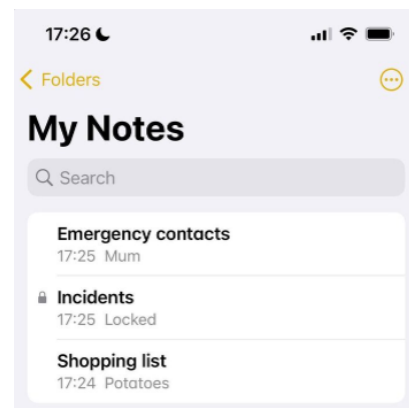 17:26
Folders
My Notes
Search
Emergency contacts
17:25 Mum
Incidents
17:25 Locked
Shopping list
17:24 Potatoes